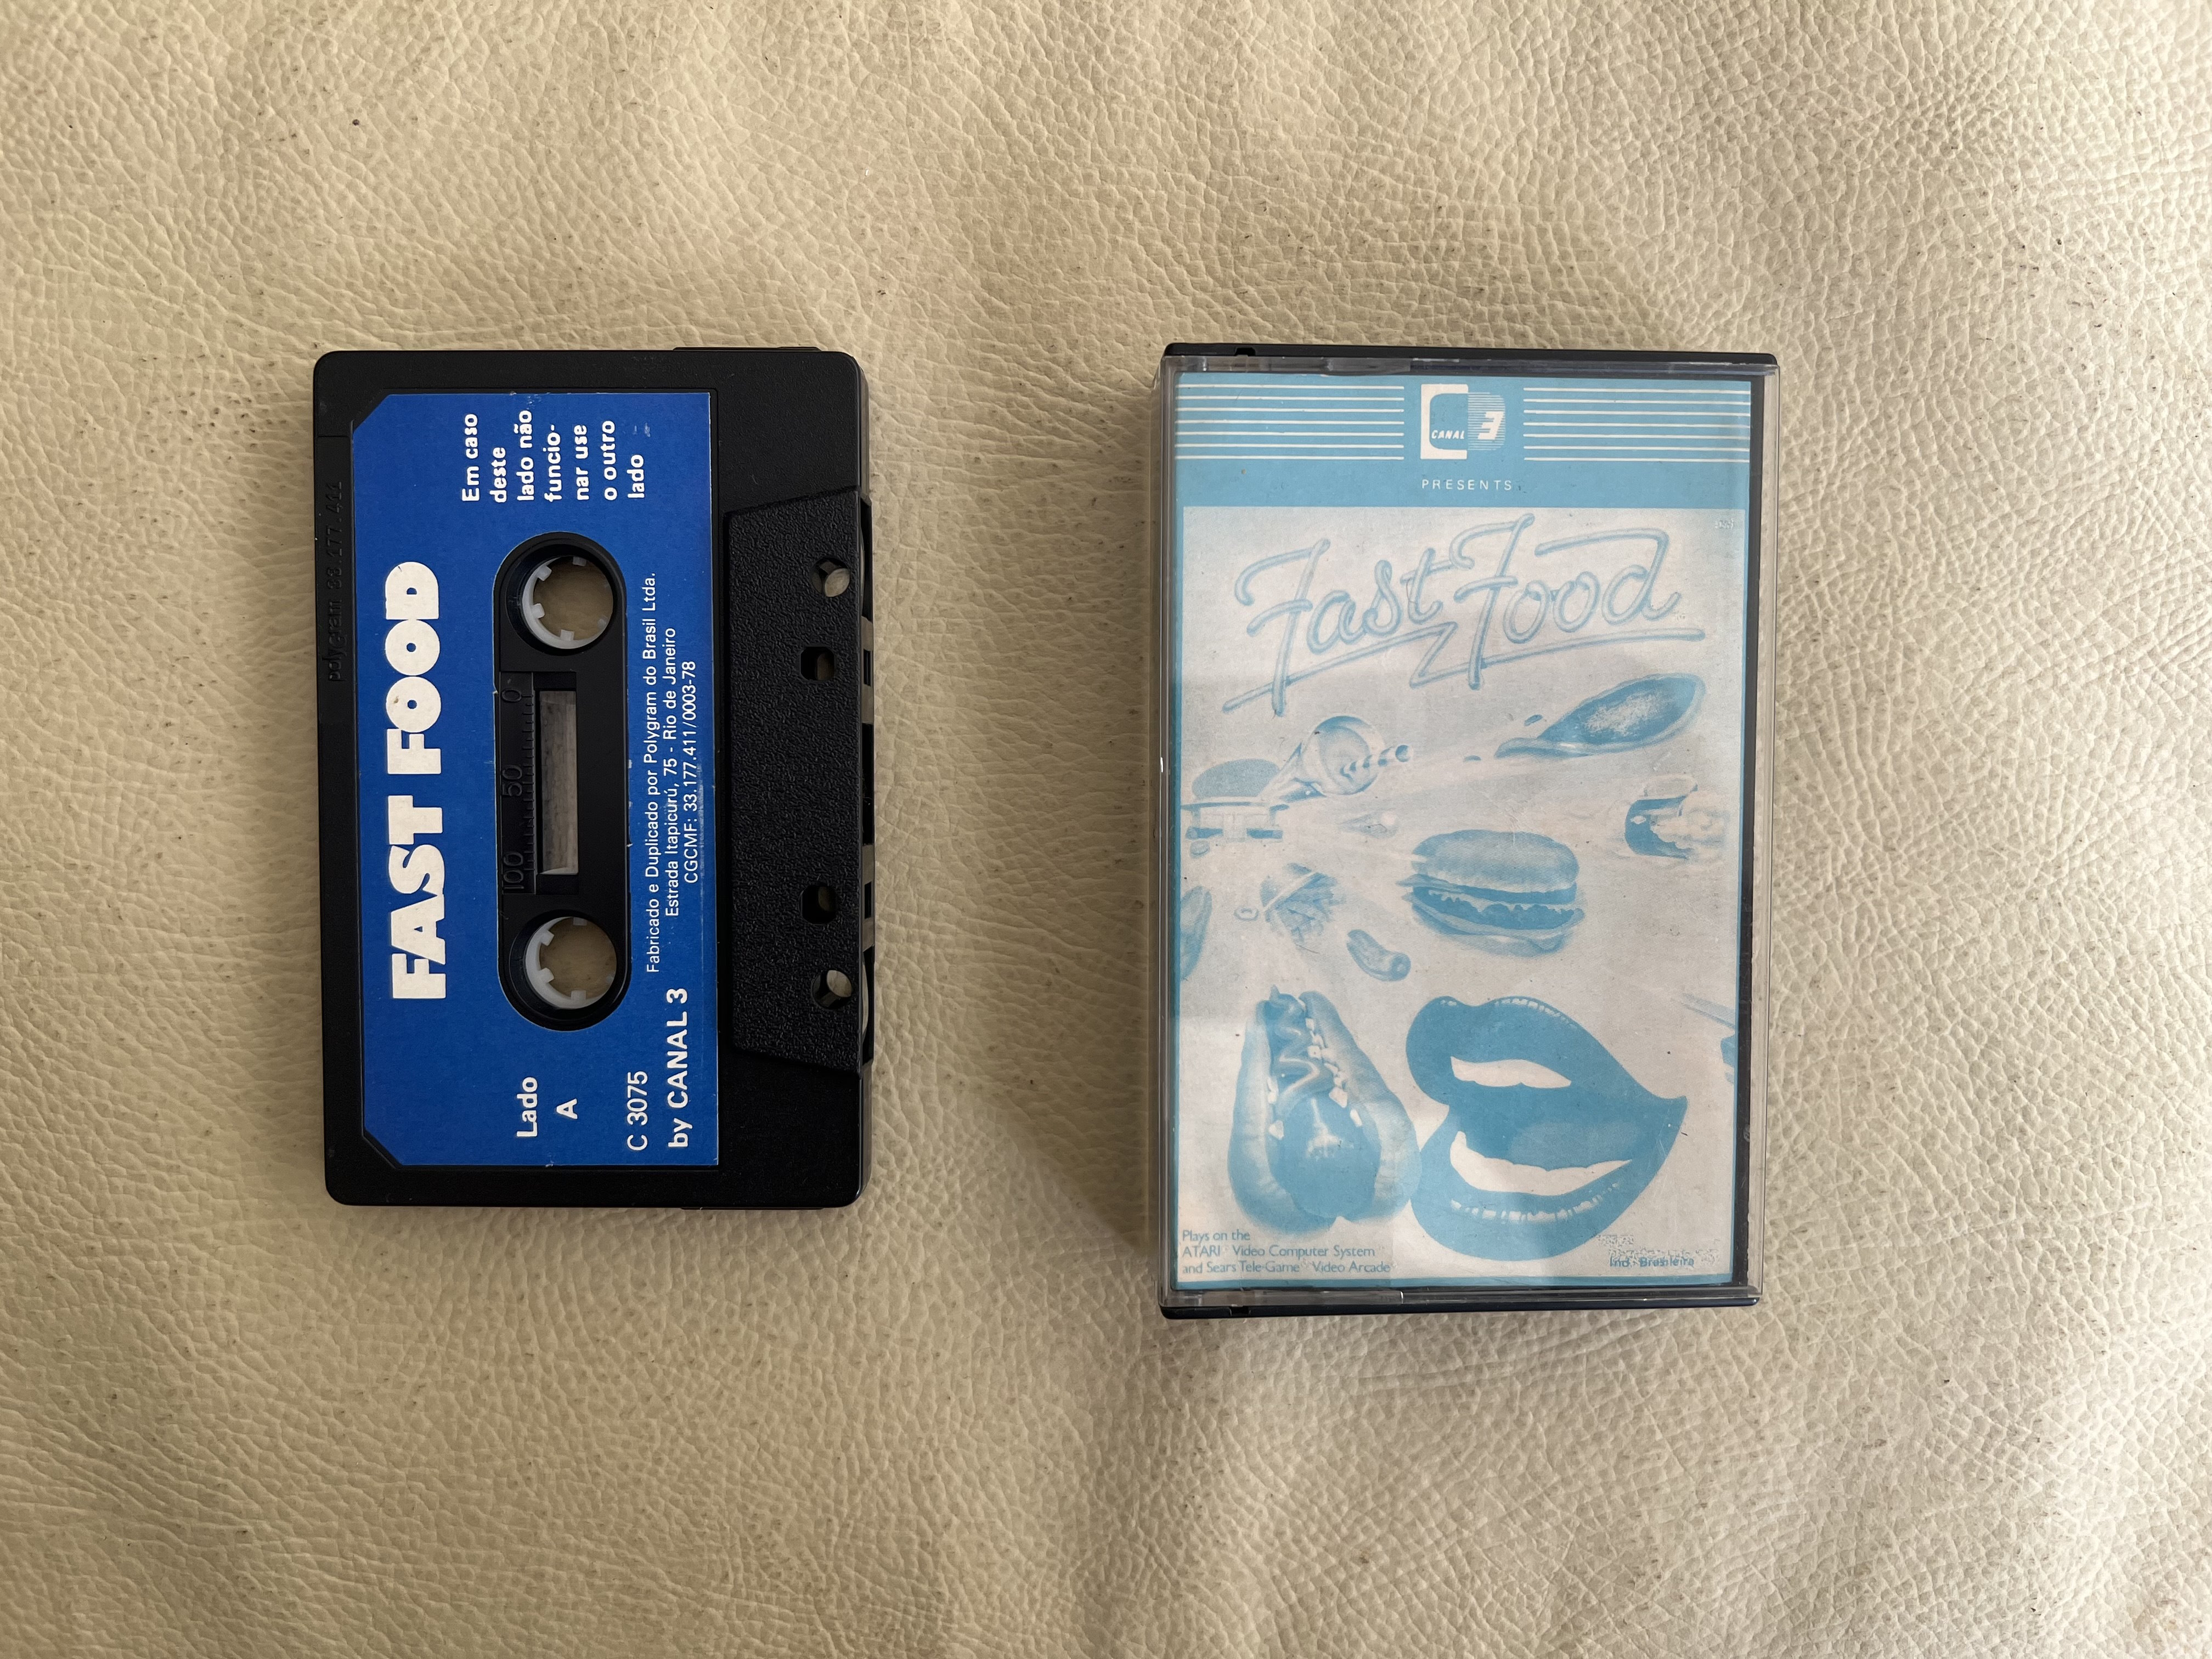 FAST FOOD
Em caso
deste
lado não
funcio-
nar use
o outro
lado
100 50 0
Lado
A
Fabricado e Duplicado por Polygram do Brasil Ltda.
Estrada Itapicurú, 75 - Rio de Janeiro
CGCMF: 33.177.411/0003-78
C 3075
by CANAL 3
polygram 33.177.411
CANAL 3
PRESENTS
Fast Food
Plays on the
ATARI Video Computer System
and Sears Tele-Game Video Arcade
Ind. Brasileira